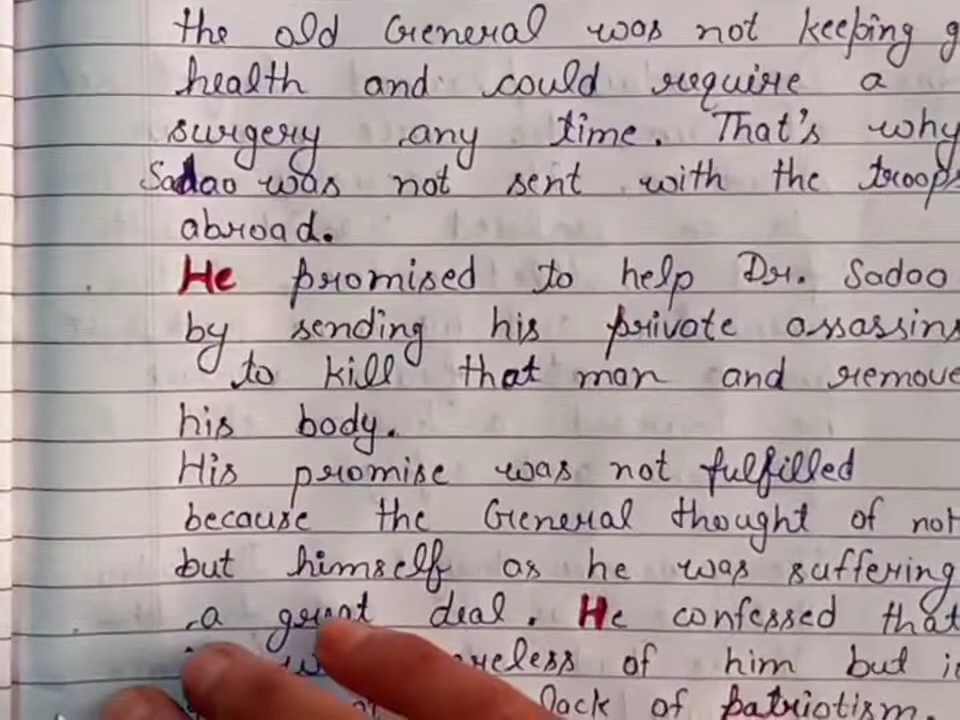 the old General was not keeping g
health and could require a
surgery any time. That's why
Sadao was not sent with the troops
abroad.
He promised to help Dr. Sadao
by sending his private assassins
to kill that man and remove
his body.
His promise was not fulfilled
because the General thought of not
but himself as he was suffering
a great deal. He confessed that
careless of him but i
lack of patriotism.